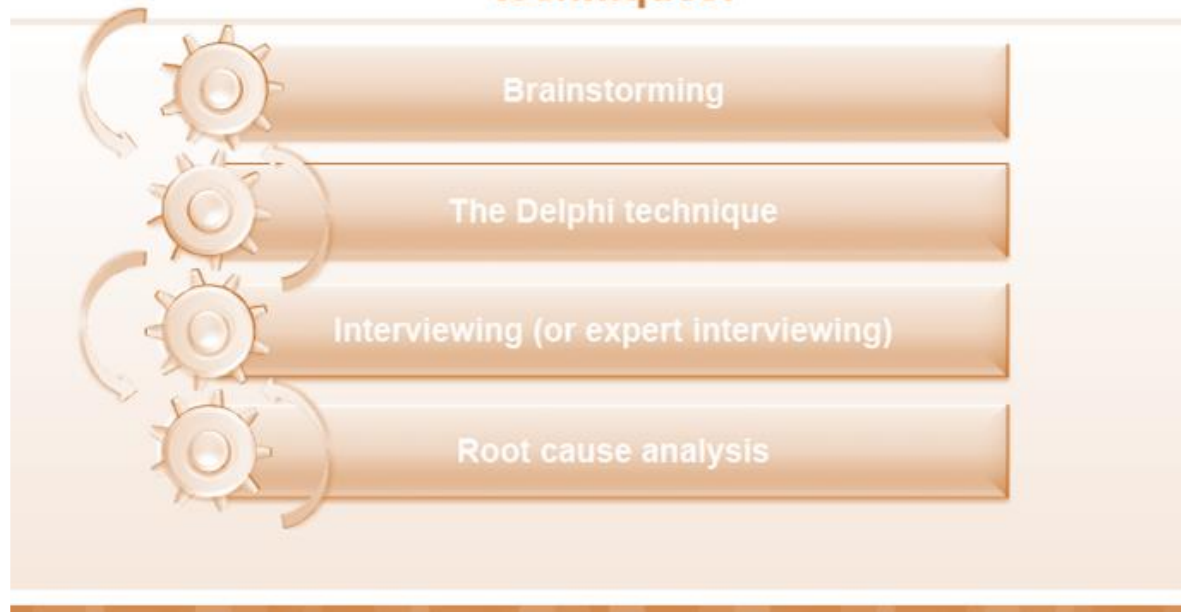 Brainstorming
The Delphi technique
Interviewing (or expert interviewing)
Root cause analysis